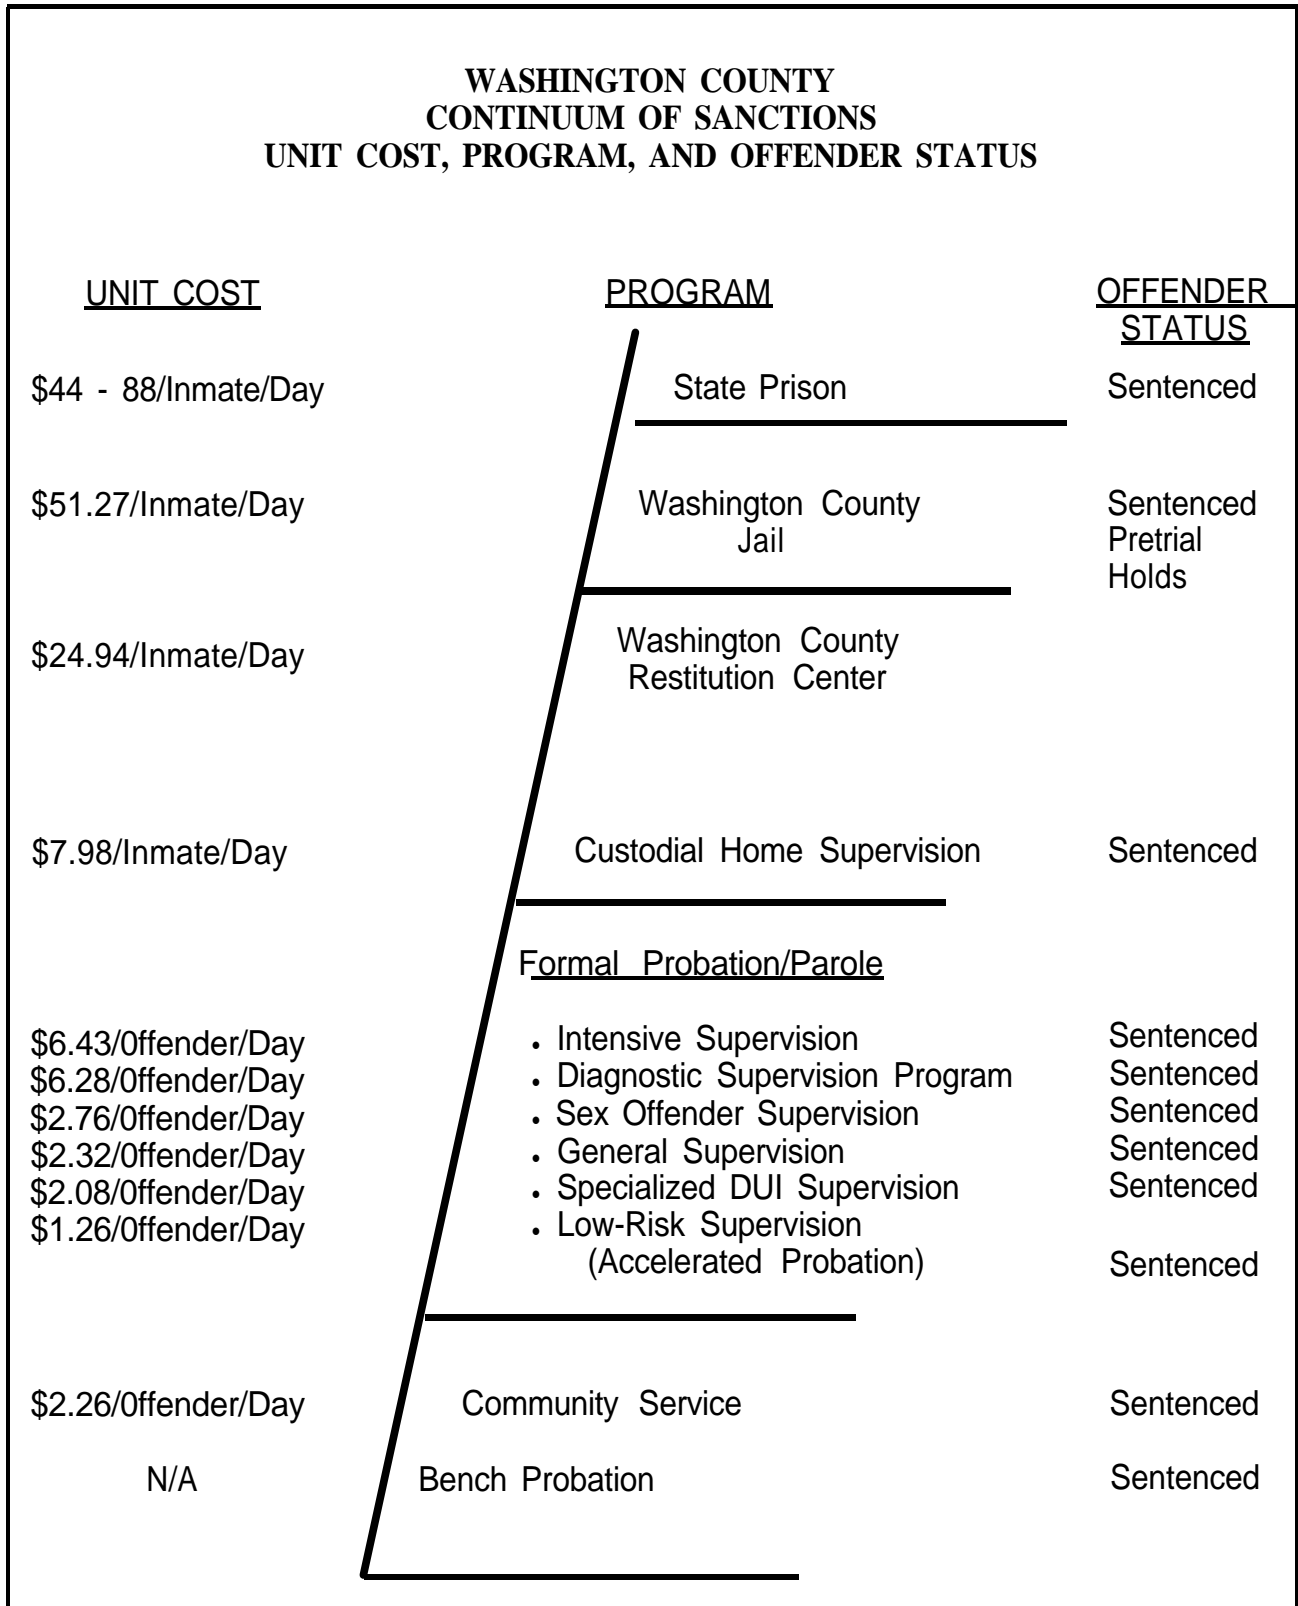 WASHINGTON COUNTY
CONTINUUM OF SANCTIONS
UNIT COST, PROGRAM, AND OFFENDER STATUS
UNIT COST PROGRAM OFFENDER
STATUS
$44 - 88/Inmate/Day State Prison Sentenced
$51.27/Inmate/Day Washington County Sentenced
Jail Pretrial
Holds
$24.94/Inmate/Day Washington County
Restitution Center
$7.98/Inmate/Day Custodial Home Supervision Sentenced
Formal Probation/Parole
$6.43/0ffender/Day • Intensive Supervision Sentenced
$6.28/0ffender/Day • Diagnostic Supervision Program Sentenced
$2.76/0ffender/Day • Sex Offender Supervision Sentenced
$2.32/0ffender/Day • General Supervision Sentenced
$2.08/0ffender/Day • Specialized DUI Supervision Sentenced
$1.26/0ffender/Day • Low-Risk Supervision
(Accelerated Probation) Sentenced
$2.26/0ffender/Day Community Service Sentenced
N/A Bench Probation Sentenced